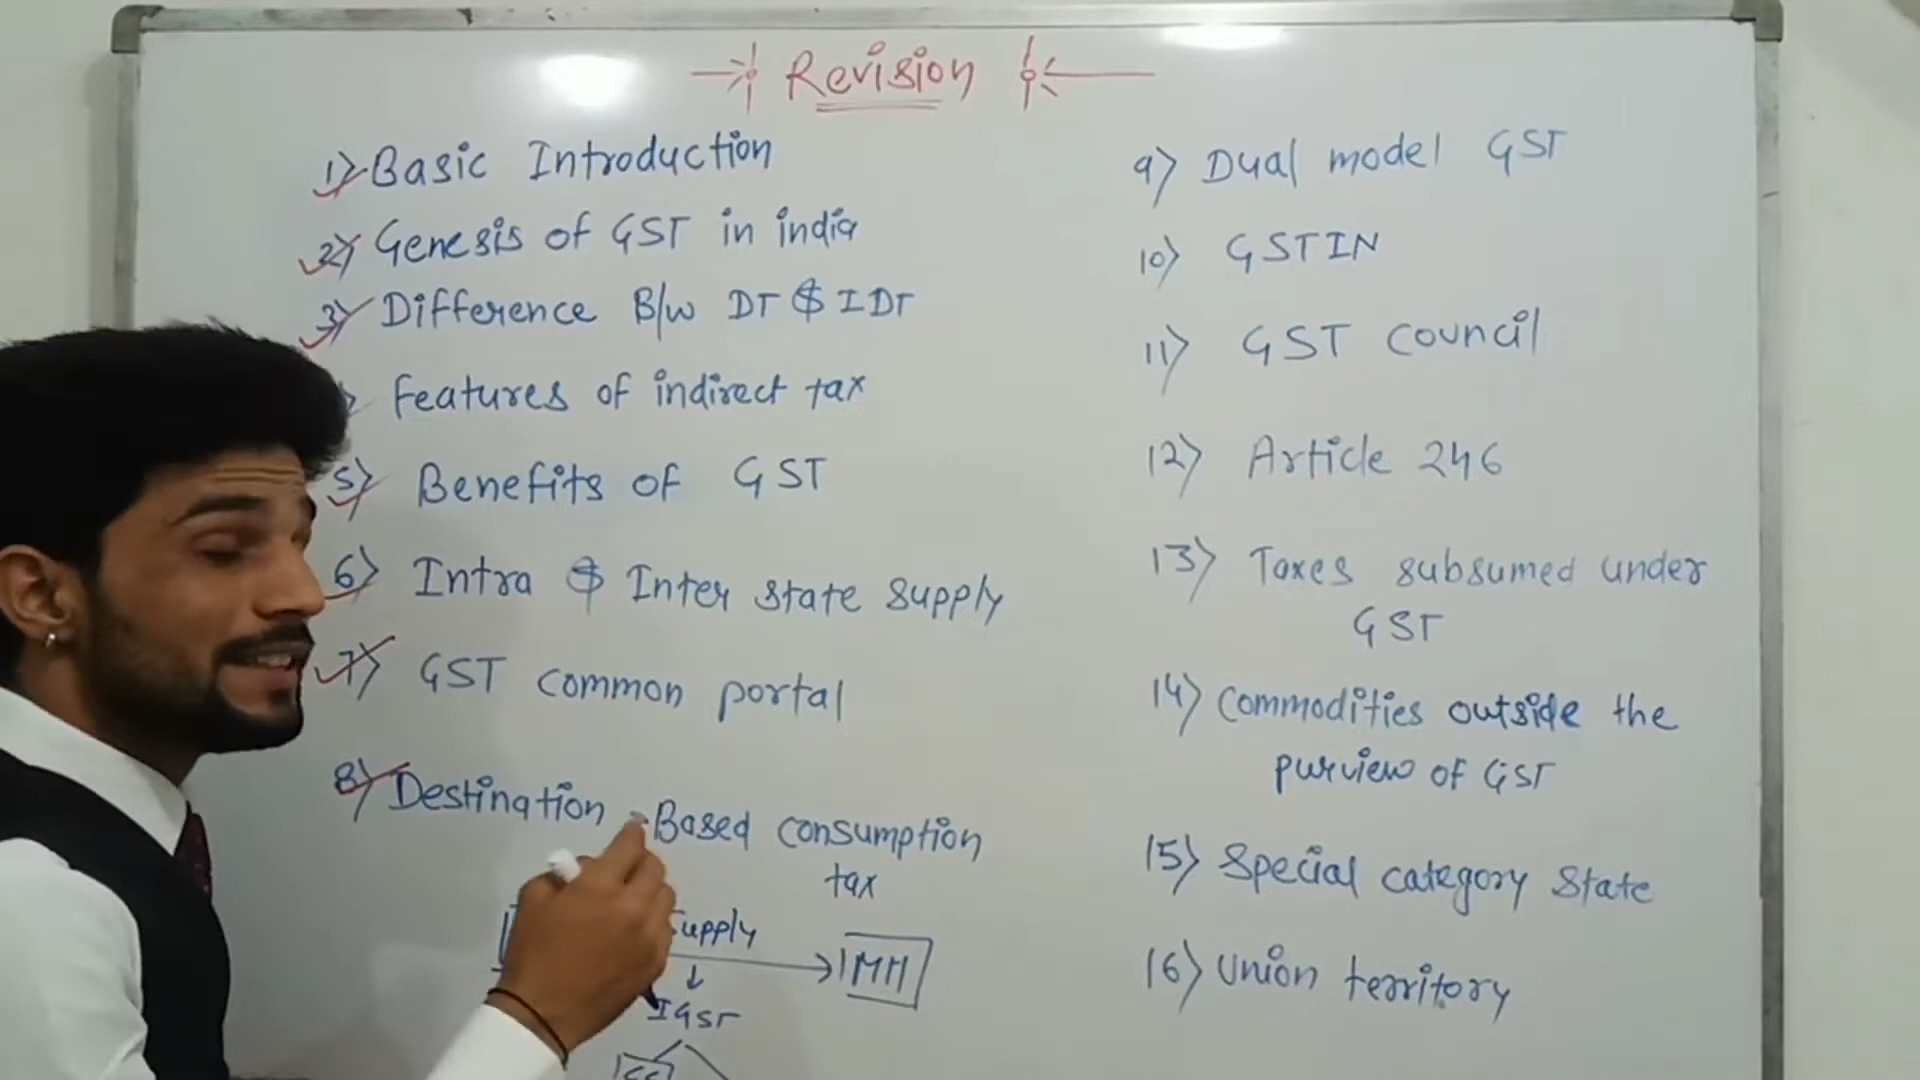 Revision
1) Basic Introduction
2) Genesis of GST in india
3) Difference B/w DT & IDT
Features of indirect tax
5) Benefits of GST
6) Intra & Inter state supply
7) GST common portal
8) Destination-Based consumption
tax
Supply
MH
IGST
9) Dual model GST
10) GSTIN
11) GST council
12) Article 246
13) Taxes subsumed under
GST
14) Commodities outside the
purview of GST
15) Special category state
16) Union territory